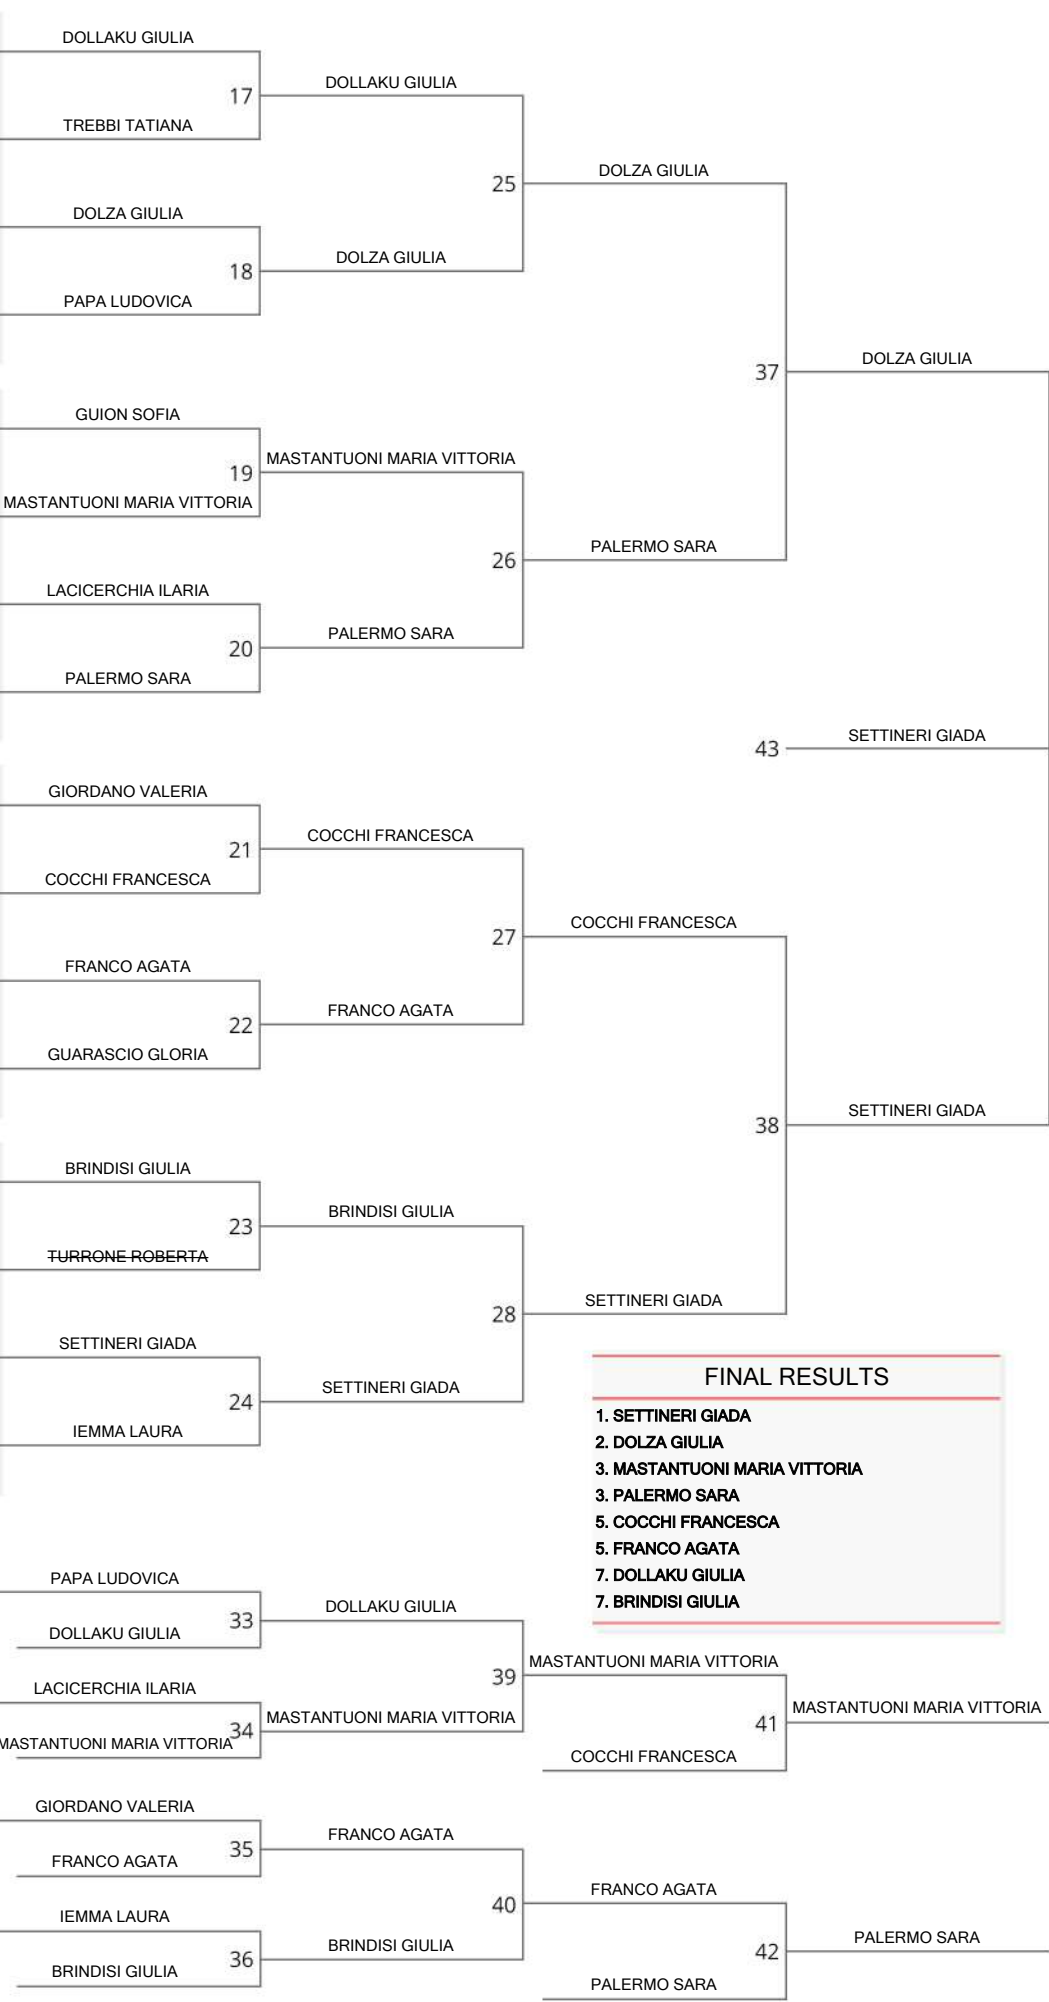 DOLLAKU GIULIA
17
DOLLAKU GIULIA
TREBBI TATIANA
25
DOLZA GIULIA
DOLZA GIULIA
18
DOLZA GIULIA
PAPA LUDOVICA
37
DOLZA GIULIA
GUION SOFIA
19
MASTANTUONI MARIA VITTORIA
MASTANTUONI MARIA VITTORIA
26
PALERMO SARA
LACICERCHIA ILARIA
20
PALERMO SARA
PALERMO SARA
43
SETTINERI GIADA
GIORDANO VALERIA
21
COCCHI FRANCESCA
COCCHI FRANCESCA
27
COCCHI FRANCESCA
FRANCO AGATA
22
FRANCO AGATA
GUARASCIO GLORIA
38
SETTINERI GIADA
BRINDISI GIULIA
23
BRINDISI GIULIA
TURRONE ROBERTA
28
SETTINERI GIADA
SETTINERI GIADA
24
SETTINERI GIADA
IEMMA LAURA
FINAL RESULTS
1. SETTINERI GIADA
2. DOLZA GIULIA
3. MASTANTUONI MARIA VITTORIA
3. PALERMO SARA
5. COCCHI FRANCESCA
5. FRANCO AGATA
7. DOLLAKU GIULIA
7. BRINDISI GIULIA
PAPA LUDOVICA
33
DOLLAKU GIULIA
DOLLAKU GIULIA
39
MASTANTUONI MARIA VITTORIA
LACICERCHIA ILARIA
34
MASTANTUONI MARIA VITTORIA
MASTANTUONI MARIA VITTORIA
41
MASTANTUONI MARIA VITTORIA
COCCHI FRANCESCA
GIORDANO VALERIA
35
FRANCO AGATA
FRANCO AGATA
40
FRANCO AGATA
IEMMA LAURA
36
BRINDISI GIULIA
BRINDISI GIULIA
42
PALERMO SARA
PALERMO SARA